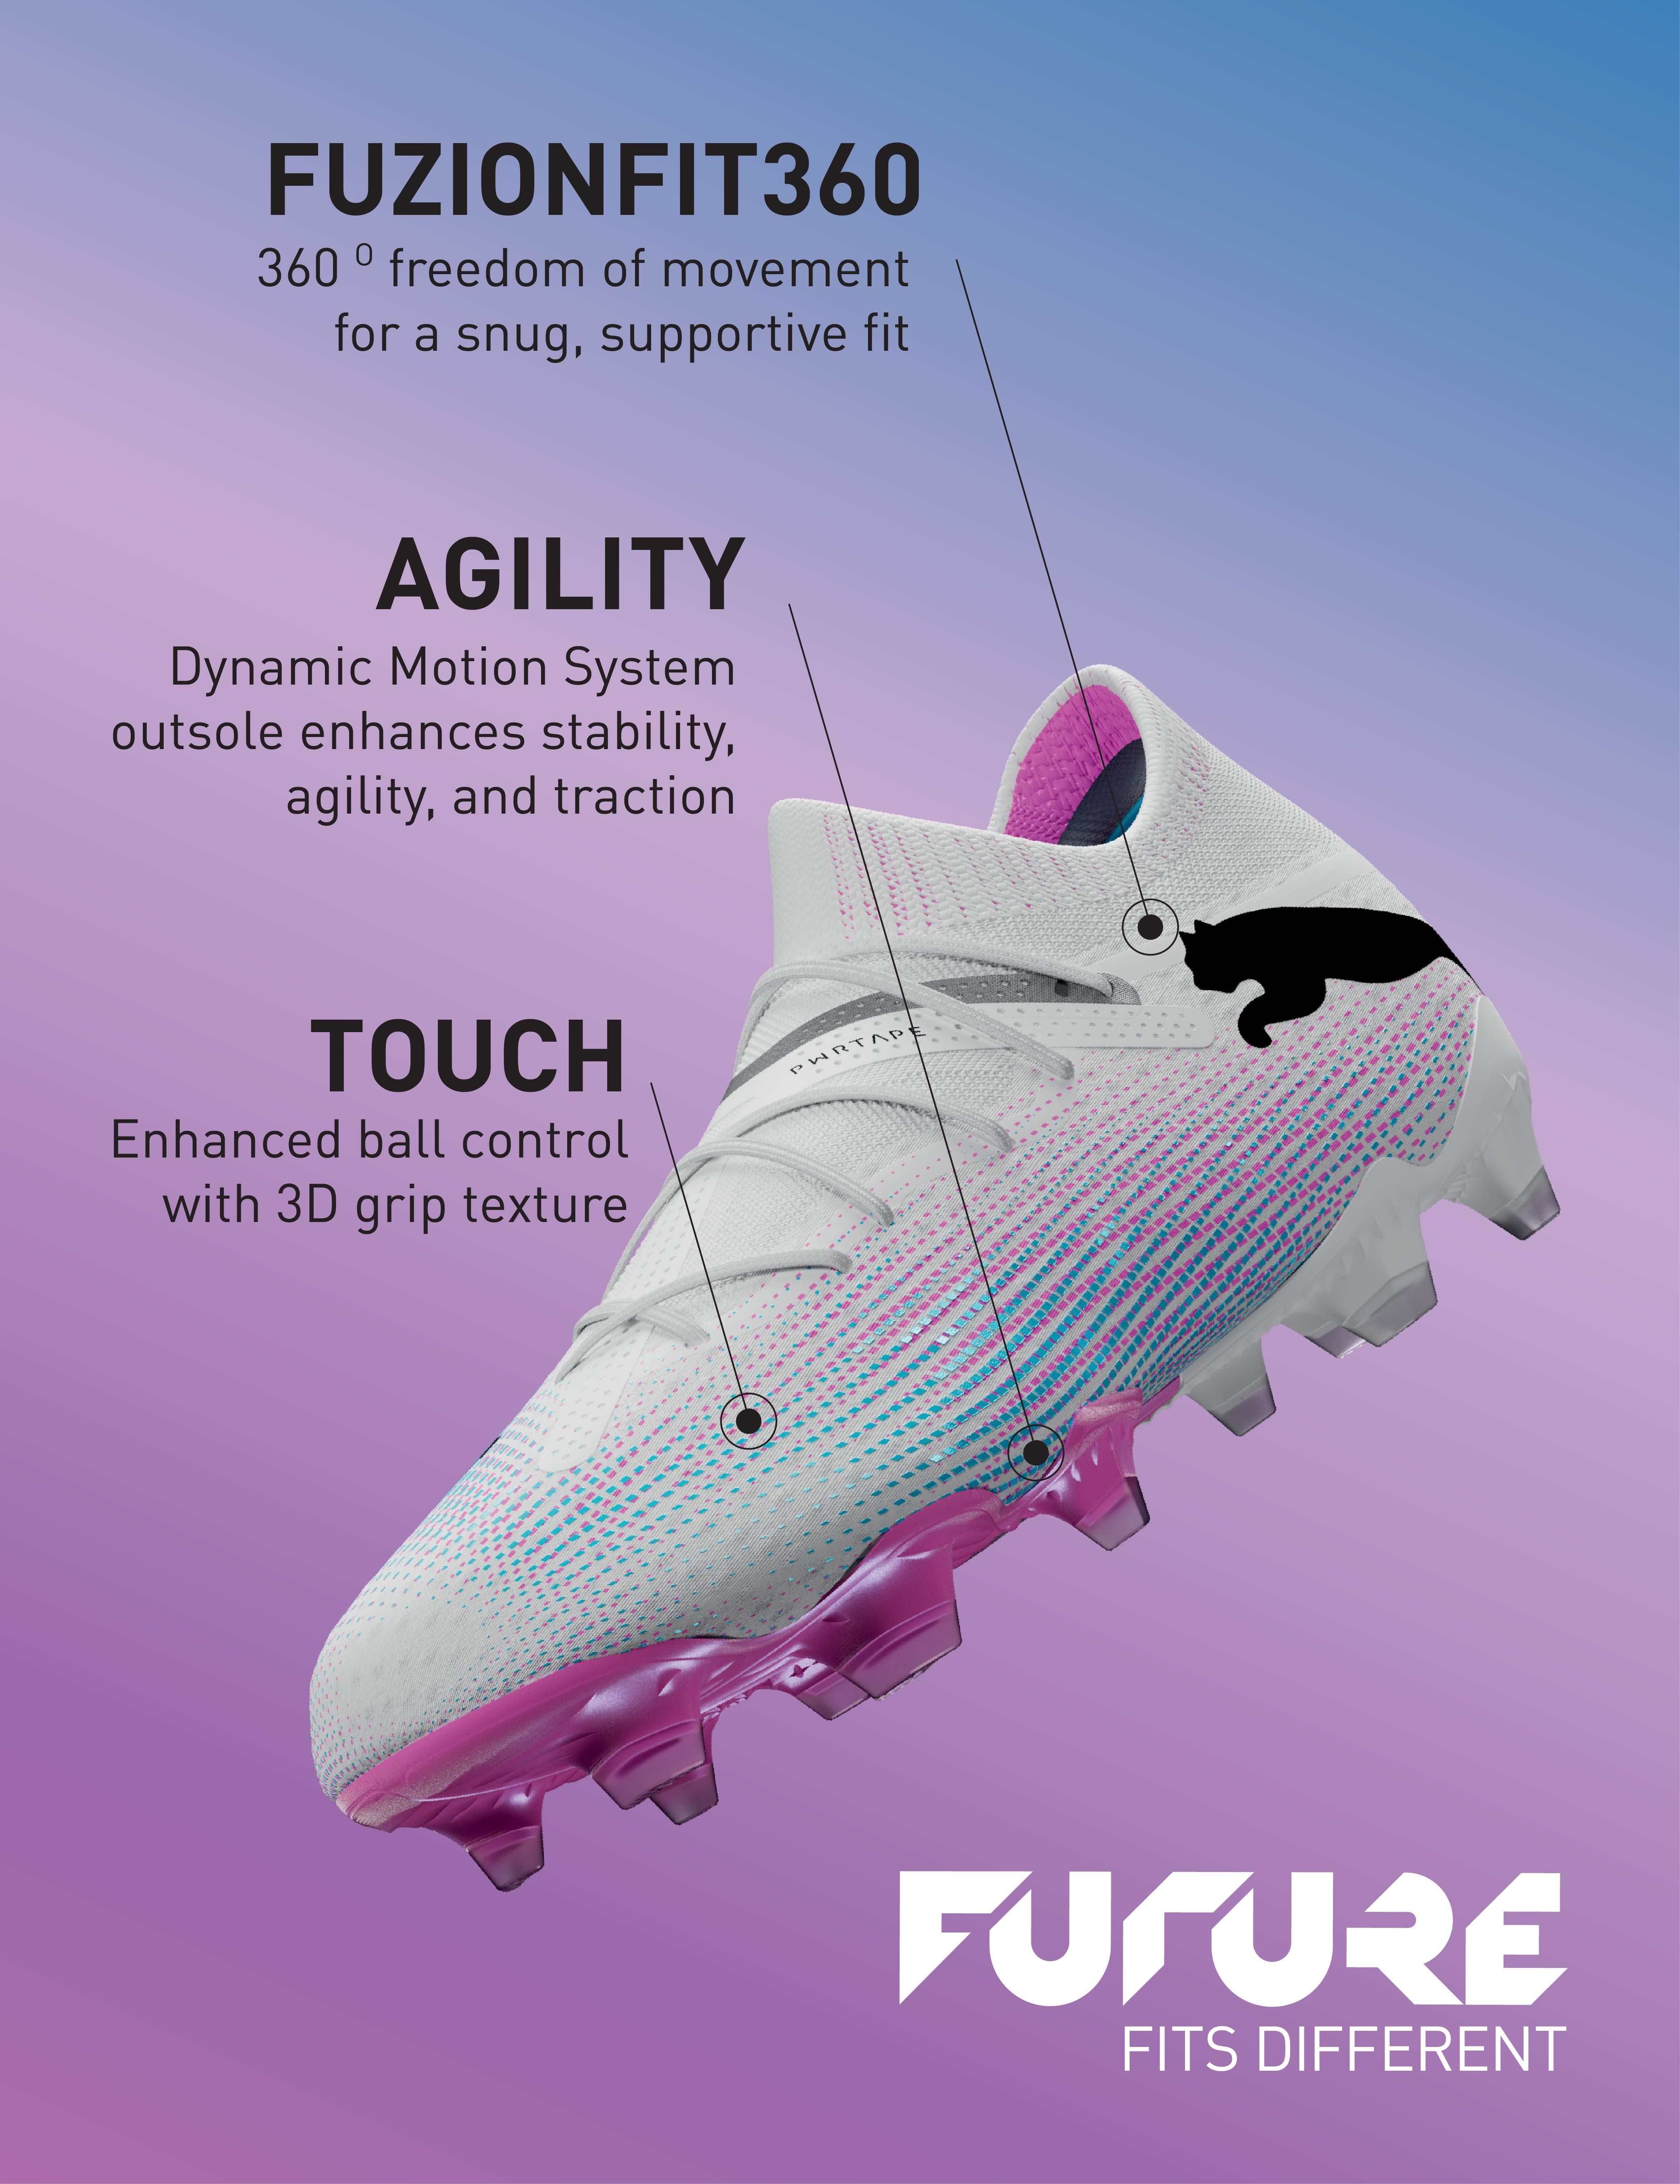 FUZIONFIT360
360 º freedom of movement
for a snug, supportive fit
AGILITY
Dynamic Motion System
outsole enhances stability,
agility, and traction
TOUCH
Enhanced ball control
with 3D grip texture
PWRTAPE
FUTURE
FITS DIFFERENT